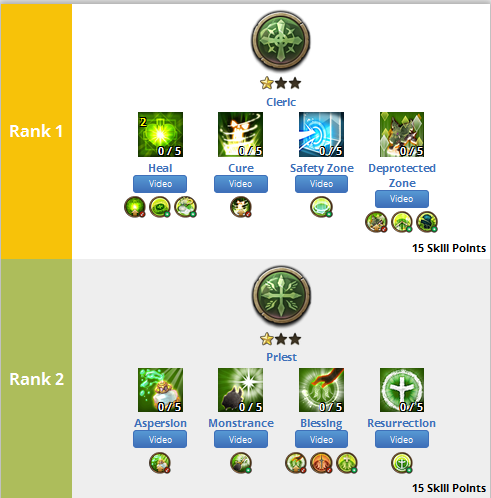 Rank 1
Cleric
2
0 / 5
0 / 5
0 / 5
0 / 5
Heal
Cure
Safety Zone
Deprotected
Zone
Video
Video
Video
Video
15 Skill Points
Rank 2
Priest
0 / 5
0 / 5
0 / 5
0 / 5
Aspersion
Monstrance
Blessing
Resurrection
Video
Video
Video
Video
15 Skill Points